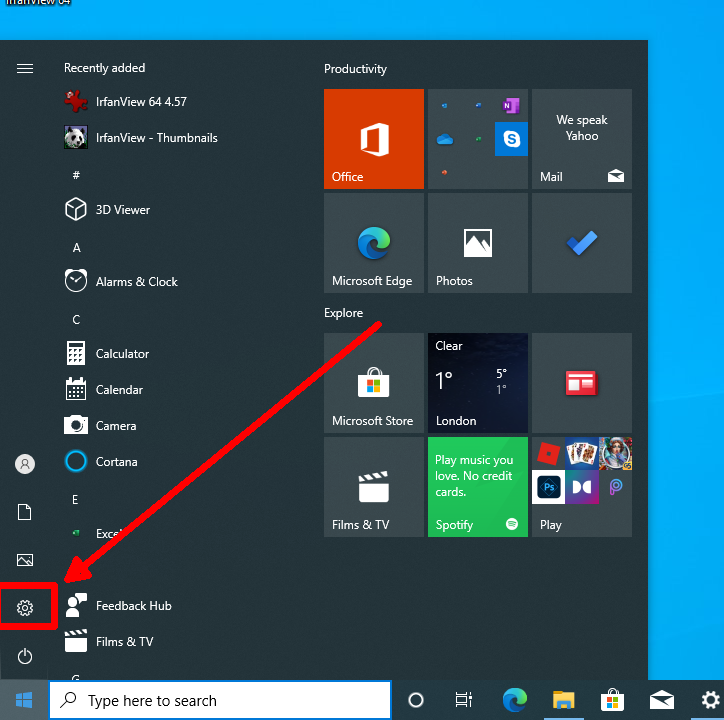 IrfanView 64
Recently added
IrfanView 64 4.57
IrfanView - Thumbnails
#
3D Viewer
A
Alarms & Clock
C
Calculator
Calendar
Camera
Cortana
E
Excel
Feedback Hub
Films & TV
G
Productivity
Office
We speak
Yahoo
Mail
Microsoft Edge
Photos
Explore
Microsoft Store
Clear
1°
5°
1°
London
Films & TV
Play music you
love. No credit
cards.
Spotify
Ps
Play
Type here to search